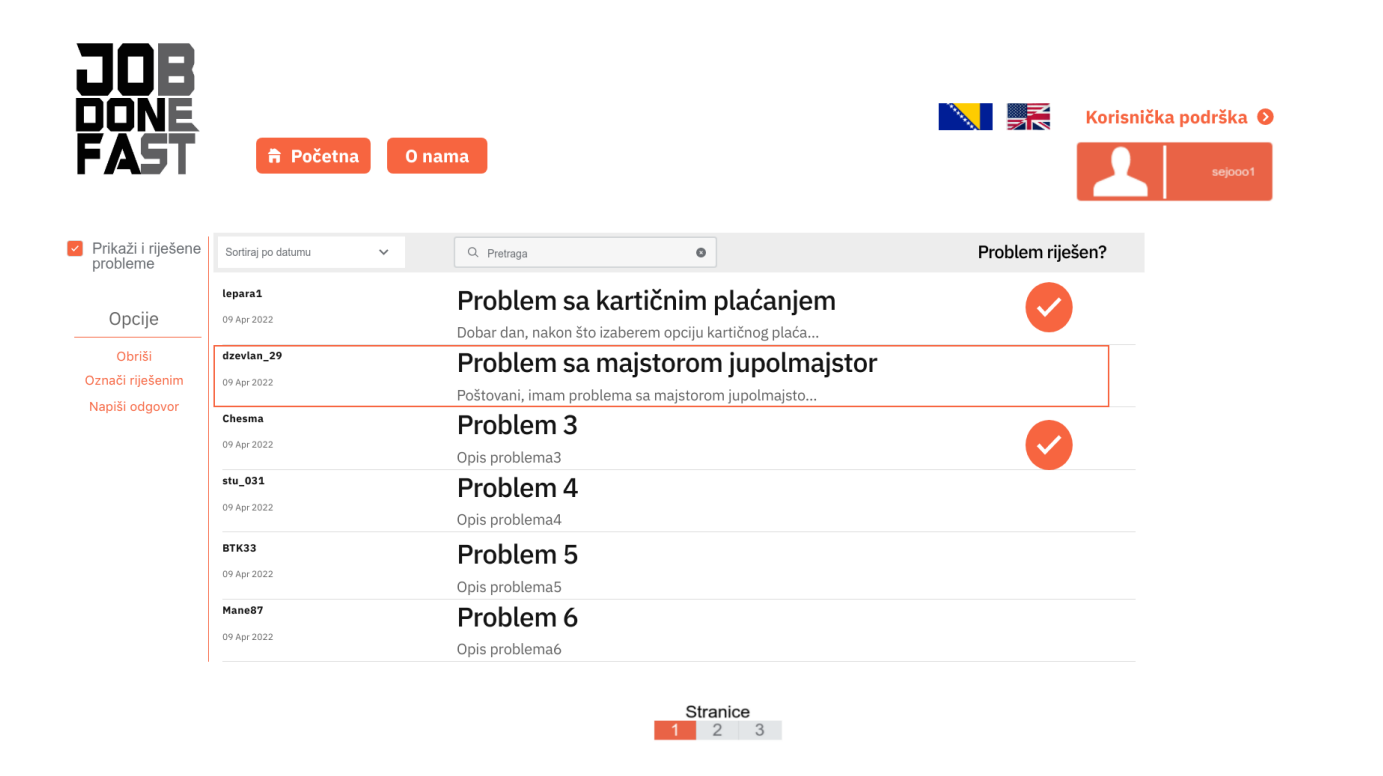 JOB
DONE
FAST
Početna
O nama
Korisnička podrška
sejooo1
Prikaži i riješene
probleme
Opcije
Obriši
Označi riješenim
Napiši odgovor
Sortiraj po datumu
Pretraga
Problem riješen?
lepara1
09 Apr 2022
Problem sa kartičnim plaćanjem
Dobar dan, nakon što izaberem opciju kartičnog plaća...
dzevlan_29
09 Apr 2022
Problem sa majstorom jupolmajstor
Poštovani, imam problema sa majstorom jupolmajsto...
Chesma
09 Apr 2022
Problem 3
Opis problema3
stu_031
09 Apr 2022
Problem 4
Opis problema4
BTK33
09 Apr 2022
Problem 5
Opis problema5
Mane87
09 Apr 2022
Problem 6
Opis problema6
Stranice
1 2 3